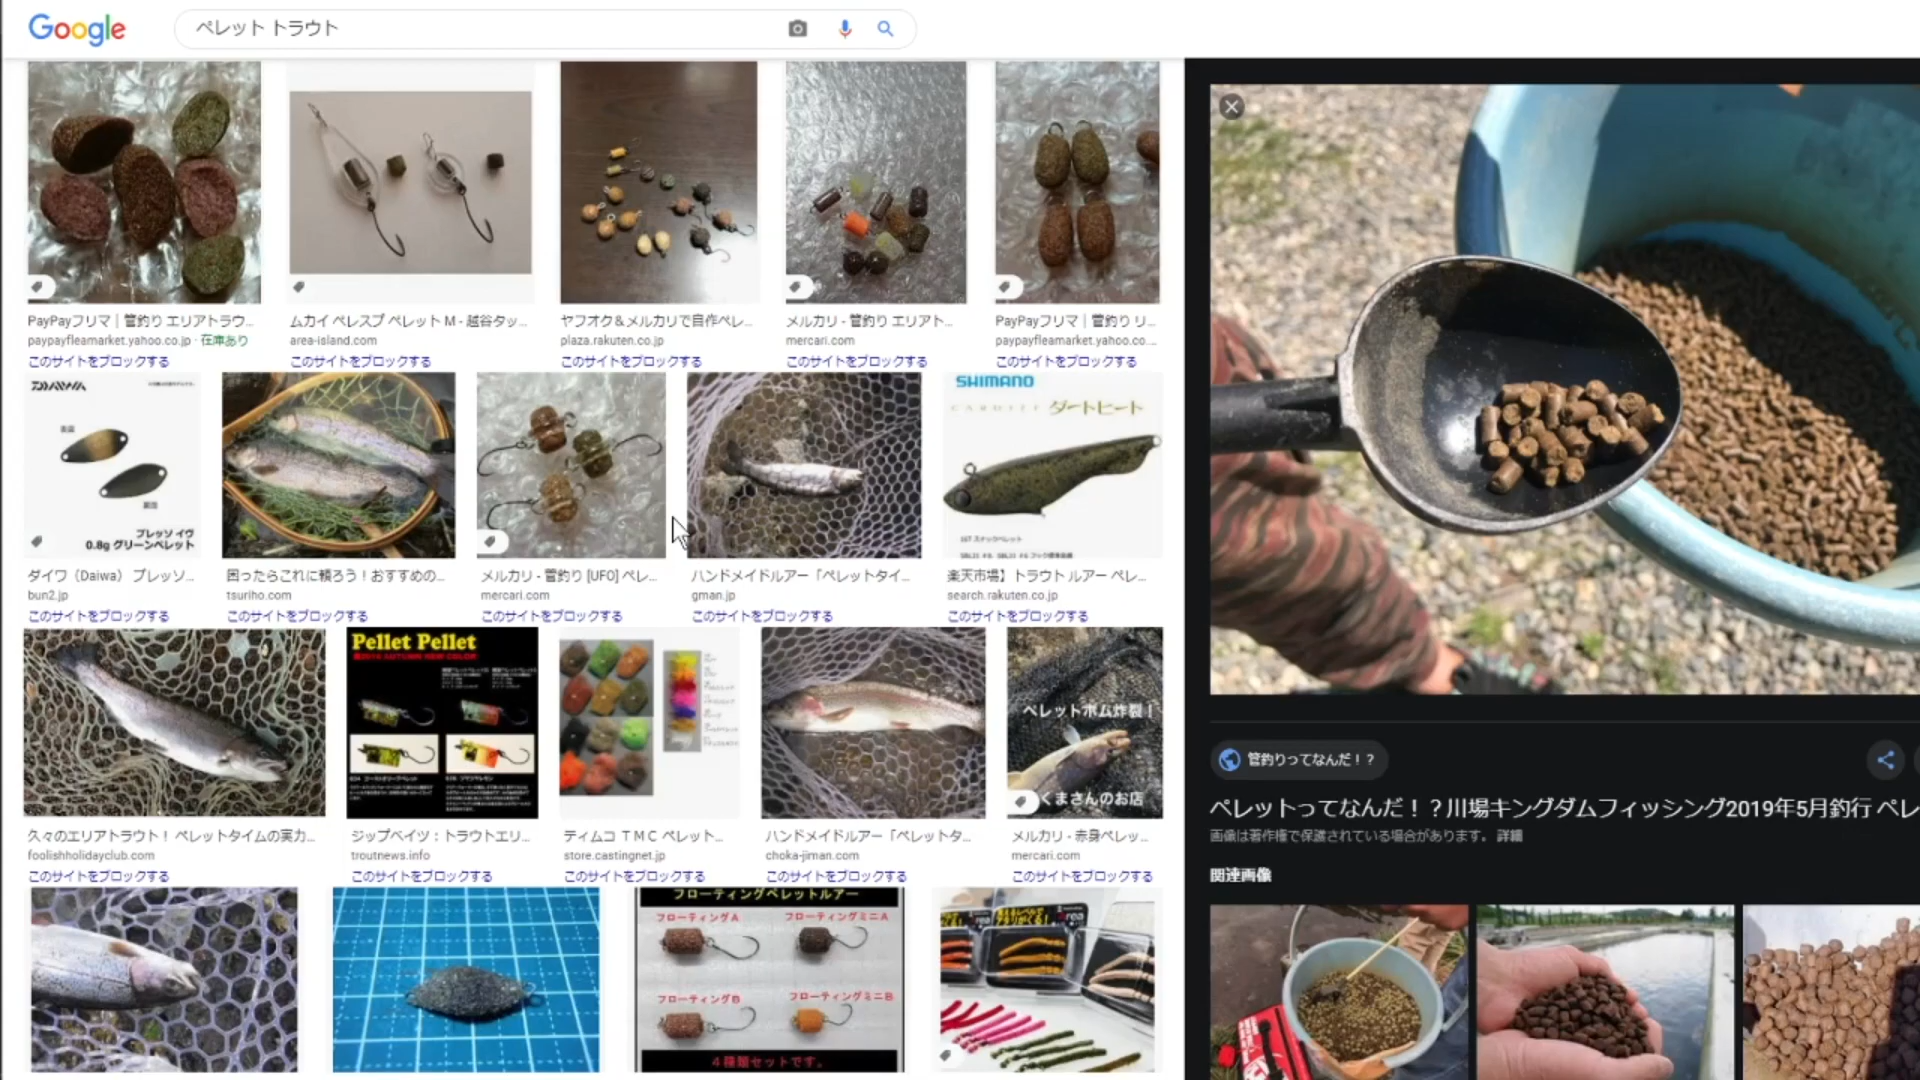 Google
ペレット トラウト
PayPayフリマ｜管釣り エリアトラウ...
paypayfleamarket.yahoo.co.jp · 在庫あり
このサイトをブロックする
ムカイ ペレスプ ペレット M - 越谷タッ...
area-island.com
このサイトをブロックする
ヤフオク＆メルカリで自作ペレ...
plaza.rakuten.co.jp
このサイトをブロックする
メルカリ - 管釣り エリアト...
mercari.com
このサイトをブロックする
PayPayフリマ｜管釣り リ...
paypayfleamarket.yahoo.co....
このサイトをブロックする
DAIWA
表面
裏面
プレッソ イヴ
0.8g グリーンペレット
SHIMANO
CARDIFF ダートヒート
ダイワ（Daiwa） プレッソ...
bun2.jp
このサイトをブロックする
困ったらこれに頼ろう！おすすめの...
tsuriho.com
このサイトをブロックする
メルカリ - 管釣り [UFO] ペレ...
mercari.com
このサイトをブロックする
ハンドメイドルアー「ペレットタイ...
gman.jp
このサイトをブロックする
楽天市場】トラウト ルアー ペレ...
search.rakuten.co.jp
このサイトをブロックする
Pellet Pellet
ペレットボム炸裂！
くまさんのお店
久々のエリアトラウト！ ペレットタイムの実力...
foolishholidayclub.com
このサイトをブロックする
ジップベイツ：トラウトエリ...
troutnews.info
このサイトをブロックする
ティムコ ＴＭＣ ペレット...
store.castingnet.jp
このサイトをブロックする
ハンドメイドルアー「ペレットタ...
choka-jiman.com
このサイトをブロックする
メルカリ - 赤身ペレッ...
mercari.com
このサイトをブロックする
フローティングペレットルアー
フローティングA
フローティングミニA
フローティングB
フローティングミニB
４種類セットです。
管釣りってなんだ！？
ペレットってなんだ！？川場キングダムフィッシング2019年5月釣行 ペレ
画像は著作権で保護されている場合があります。 詳細
関連画像